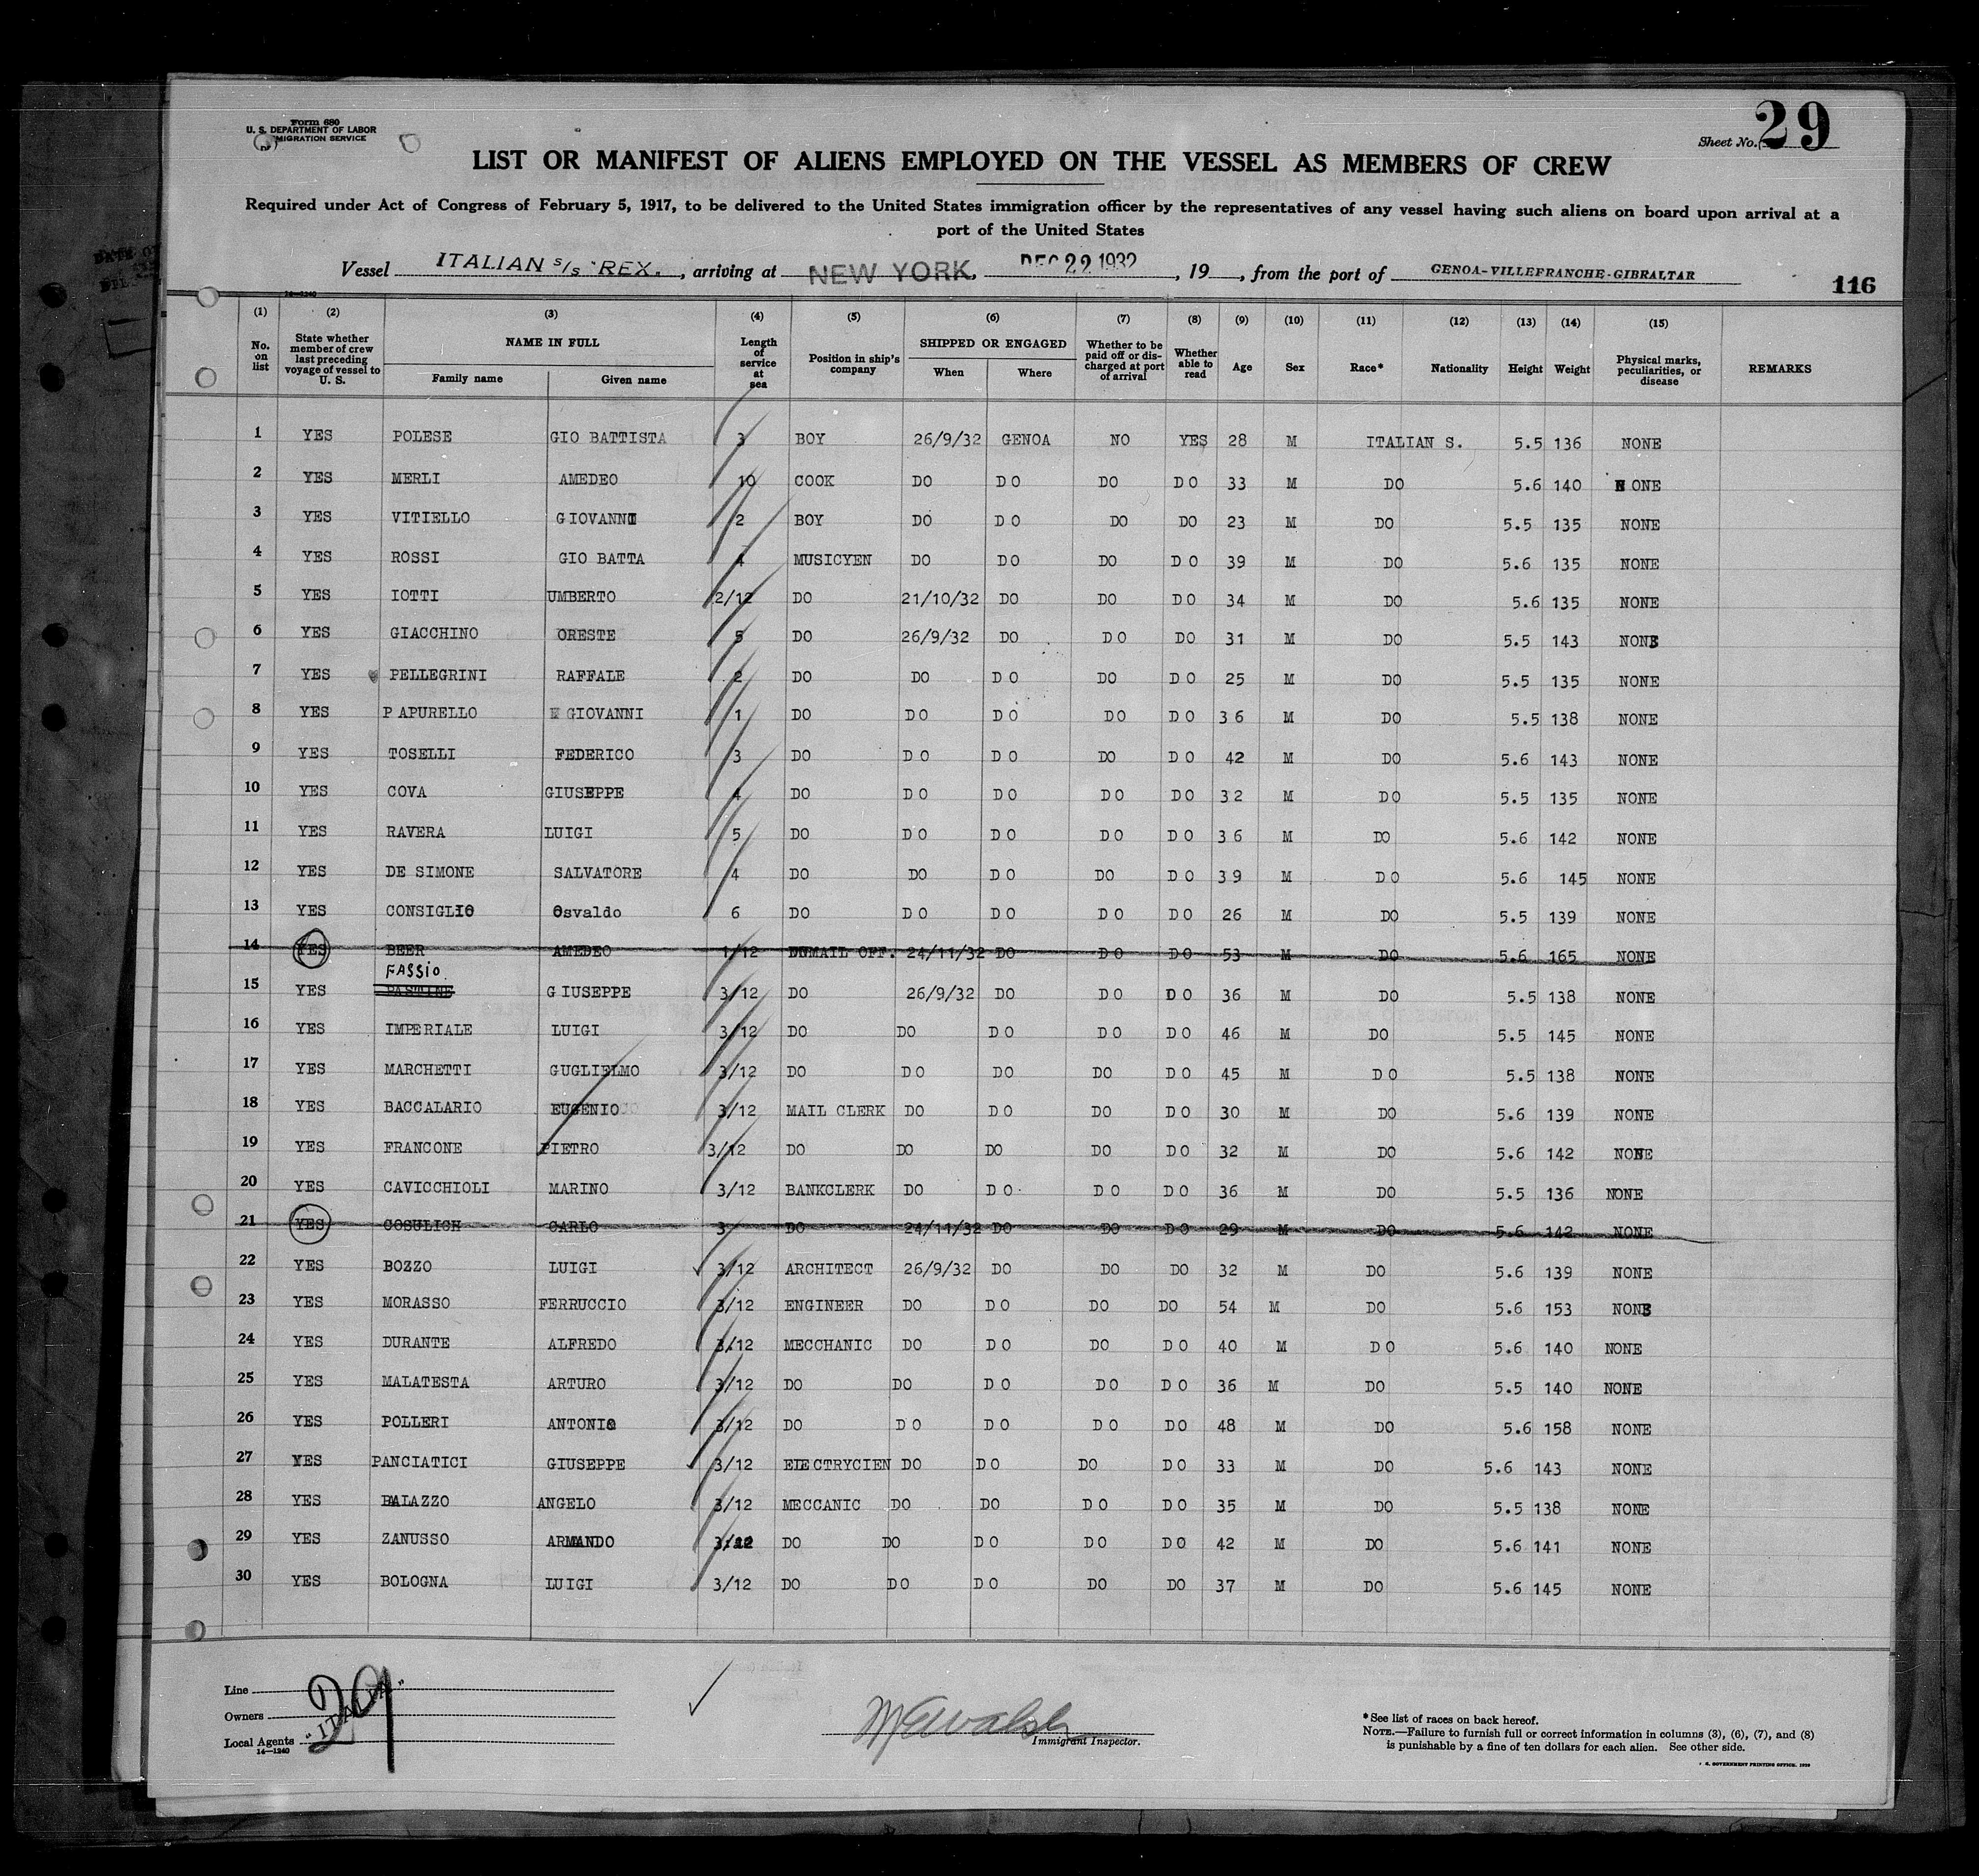 Form 680
U. S. DEPARTMENT OF LABOR
IMMIGRATION SERVICE
Sheet No. 29
LIST OR MANIFEST OF ALIENS EMPLOYED ON THE VESSEL AS MEMBERS OF CREW
Required under Act of Congress of February 5, 1917, to be delivered to the United States immigration officer by the representatives of any vessel having such aliens on board upon arrival at a
port of the United States
Vessel ITALIAN S/S "REX", arriving at NEW YORK, DEC 22 1932, 19 , from the port of GENOA-VILLEFRANCHE-GIBRALTAR
116
14—1240
(1) (2) (3) (4) (5) (6) (7) (8) (9) (10) (11) (12) (13) (14) (15)
No. on list State whether member of crew last preceding voyage of vessel to U. S. NAME IN FULL Family name Given name Length of service at sea Position in ship's company SHIPPED OR ENGAGED When Where Whether to be paid off or discharged at port of arrival Whether able to read Age Sex Race* Nationality Height Weight Physical marks, peculiarities, or disease REMARKS
1 YES POLESE GIO BATTISTA 3 BOY 26/9/32 GENOA NO YES 28 M ITALIAN S. 5.5 136 NONE
2 YES MERLI AMEDEO 10 COOK DO DO DO DO 33 M DO 5.6 140 NONE
3 YES VITIELLO GIOVANNI 2 BOY DO DO DO DO 23 M DO 5.5 135 NONE
4 YES ROSSI GIO BATTA 4 MUSICYEN DO DO DO DO 39 M DO 5.6 135 NONE
5 YES IOTTI UMBERTO 2/12 DO 21/10/32 DO DO DO 34 M DO 5.6 135 NONE
6 YES GIACCHINO ORESTE 5 DO 26/9/32 DO DO DO 31 M DO 5.5 143 NONE
7 YES PELLEGRINI RAFFALE 2 DO DO DO DO DO 25 M DO 5.5 135 NONE
8 YES PAPURELLO GIOVANNI 1 DO DO DO DO DO 36 M DO 5.5 138 NONE
9 YES TOSELLI FEDERICO 3 DO DO DO DO DO 42 M DO 5.6 143 NONE
10 YES COVA GIUSEPPE 4 DO DO DO DO DO 32 M DO 5.5 135 NONE
11 YES RAVERA LUIGI 5 DO DO DO DO DO 36 M DO 5.6 142 NONE
12 YES DE SIMONE SALVATORE 4 DO DO DO DO DO 39 M DO 5.6 145 NONE
13 YES CONSIGLIO Osvaldo 6 DO DO DO DO DO 26 M DO 5.5 139 NONE
14 YES BEER AMEDEO 1/12 MAIL OFF. 24/11/32 DO DO DO 53 M DO 5.6 165 NONE
FASSIO
15 YES GIUSEPPE 3/12 DO 26/9/32 DO DO DO 36 M DO 5.5 138 NONE
16 YES IMPERIALE LUIGI 3/12 DO DO DO DO DO 46 M DO 5.5 145 NONE
17 YES MARCHETTI GUGLIELMO 3/12 DO DO DO DO DO 45 M DO 5.5 138 NONE
18 YES BACCALARIO EUGENIO 3/12 MAIL CLERK DO DO DO DO 30 M DO 5.6 139 NONE
19 YES FRANCONE PIETRO 3/12 DO DO DO DO DO 32 M DO 5.6 142 NONE
20 YES CAVICCHIOLI MARINO 3/12 BANKCLERK DO DO DO DO 36 M DO 5.5 136 NONE
21 YES COSULICH CARLO 3 DO 24/11/32 DO DO DO 29 M DO 5.6 142 NONE
22 YES BOZZO LUIGI 3/12 ARCHITECT 26/9/32 DO DO DO 32 M DO 5.6 139 NONE
23 YES MORASSO FERRUCCIO 3/12 ENGINEER DO DO DO DO 54 M DO 5.6 153 NONE
24 YES DURANTE ALFREDO 3/12 MECCHANIC DO DO DO DO 40 M DO 5.6 140 NONE
25 YES MALATESTA ARTURO 3/12 DO DO DO DO DO 36 M DO 5.5 140 NONE
26 YES POLLERI ANTONIO 3/12 DO DO DO DO DO 48 M DO 5.6 158 NONE
27 YES PANCIATICI GIUSEPPE 3/12 ELECTRYCIEN DO DO DO DO 33 M DO 5.6 143 NONE
28 YES BALAZZO ANGELO 3/12 MECCANIC DO DO DO DO 35 M DO 5.5 138 NONE
29 YES ZANUSSO ARMANDO 3/12 DO DO DO DO DO 42 M DO 5.6 141 NONE
30 YES BOLOGNA LUIGI 3/12 DO DO DO DO DO 37 M DO 5.6 145 NONE
Line
Owners "ITALIA"
Local Agents
29
14—1240
Immigrant Inspector.
*See list of races on back hereof.
NOTE.—Failure to furnish full or correct information in columns (3), (6), (7), and (8)
is punishable by a fine of ten dollars for each alien. See other side.